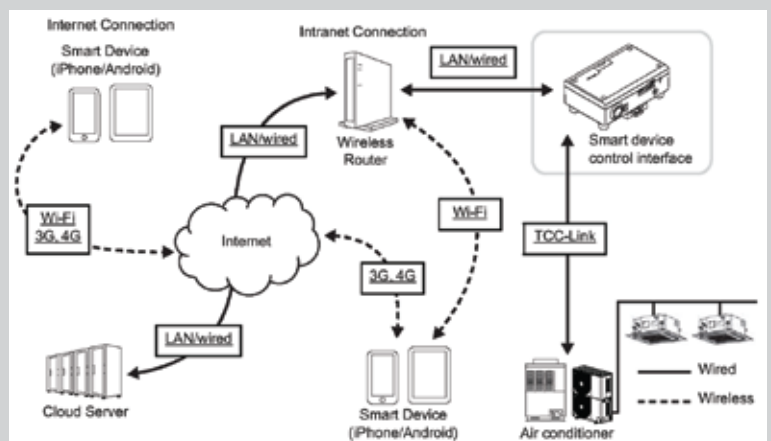 Internet Connection
Smart Device
(iPhone/Android)
Intranet Connection
LAN/wired
LAN/wired
Wireless
Router
Smart device
control interface
Wi-Fi
3G, 4G
Internet
Wi-Fi
TCC-Link
3G, 4G
LAN/wired
Cloud Server
Smart Device
(iPhone/Android)
Air conditioner
Wired
Wireless